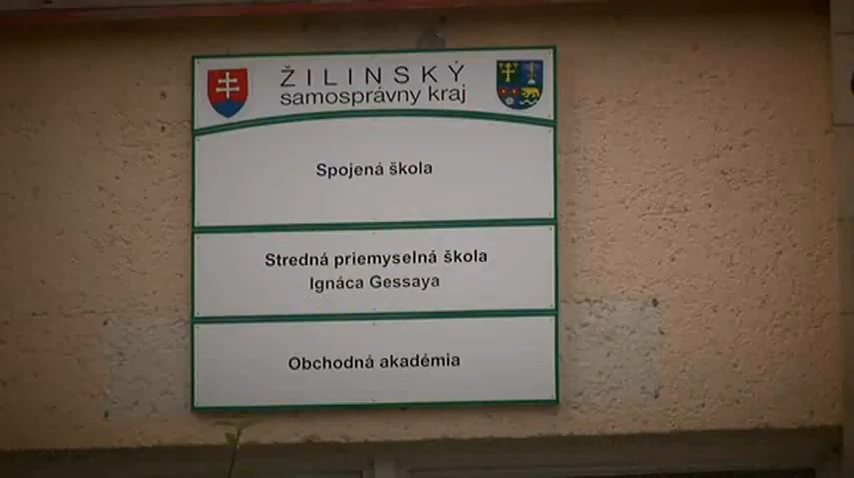 ŽILINSKÝ
samosprávny kraj
Spojená škola
Stredná priemyselná škola
Ignáca Gessaya
Obchodná akadémia